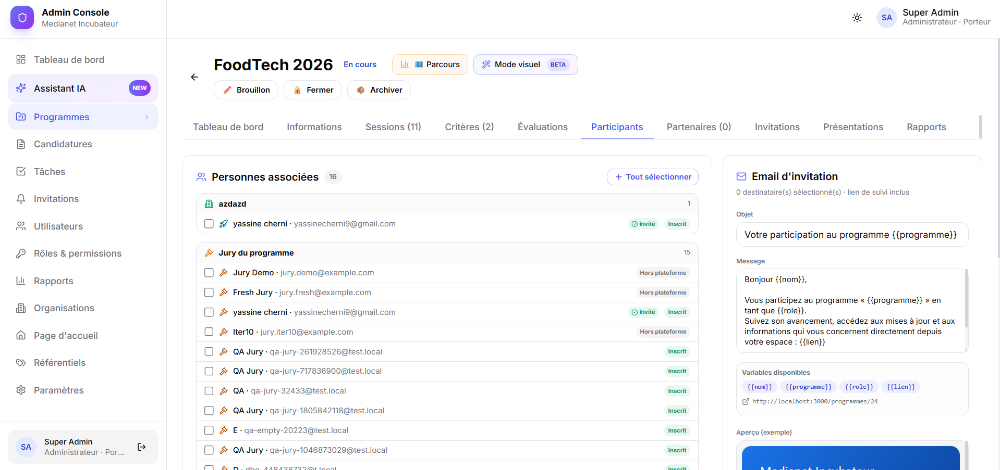 Admin Console
Medianet Incubateur
Super Admin
SA
Administrateur · Porteur
Tableau de bord
Assistant IA
NEW
Programmes
Candidatures
Tâches
Invitations
Utilisateurs
Rôles & permissions
Rapports
Organisations
Page d'accueil
Référentiels
Paramètres
SA
Super Admin
Administrateur · Por...
FoodTech 2026
En cours
Parcours
Mode visuel
BETA
Brouillon
Fermer
Archiver
Tableau de bord
Informations
Sessions (11)
Critères (2)
Évaluations
Participants
Partenaires (0)
Invitations
Présentations
Rapports
Personnes associées
16
Tout sélectionner
azdazd
1
yassine cherni · yassinecherni9@gmail.com
Invité
Inscrit
Jury du programme
15
Jury Demo · jury.demo@example.com
Hors plateforme
Fresh Jury · jury.fresh@example.com
Hors plateforme
yassine cherni · yassinecherni9@gmail.com
Invité
Inscrit
Iter10 · jury.iter10@example.com
Hors plateforme
QA Jury · qa-jury-261928526@test.local
Inscrit
QA Jury · qa-jury-717836900@test.local
Inscrit
QA · qa-jury-32433@test.local
Inscrit
QA Jury · qa-jury-1805842118@test.local
Inscrit
E · qa-empty-20223@test.local
Inscrit
QA Jury · qa-jury-1046873029@test.local
Inscrit
D · dbg-448438732@t.local
Inscrit
Email d'invitation
0 destinataire(s) sélectionné(s) · lien de suivi inclus
Objet
Votre participation au programme {{programme}}
Message
Bonjour {{nom}},
Vous participez au programme « {{programme}} » en
tant que {{role}}.
Suivez son avancement, accédez aux mises à jour et aux
informations qui vous concernent directement depuis
votre espace : {{lien}}
Variables disponibles
{{nom}}
{{programme}}
{{role}}
{{lien}}
http://localhost:3000/programmes/24
Aperçu (exemple)
Medianet Incubateur